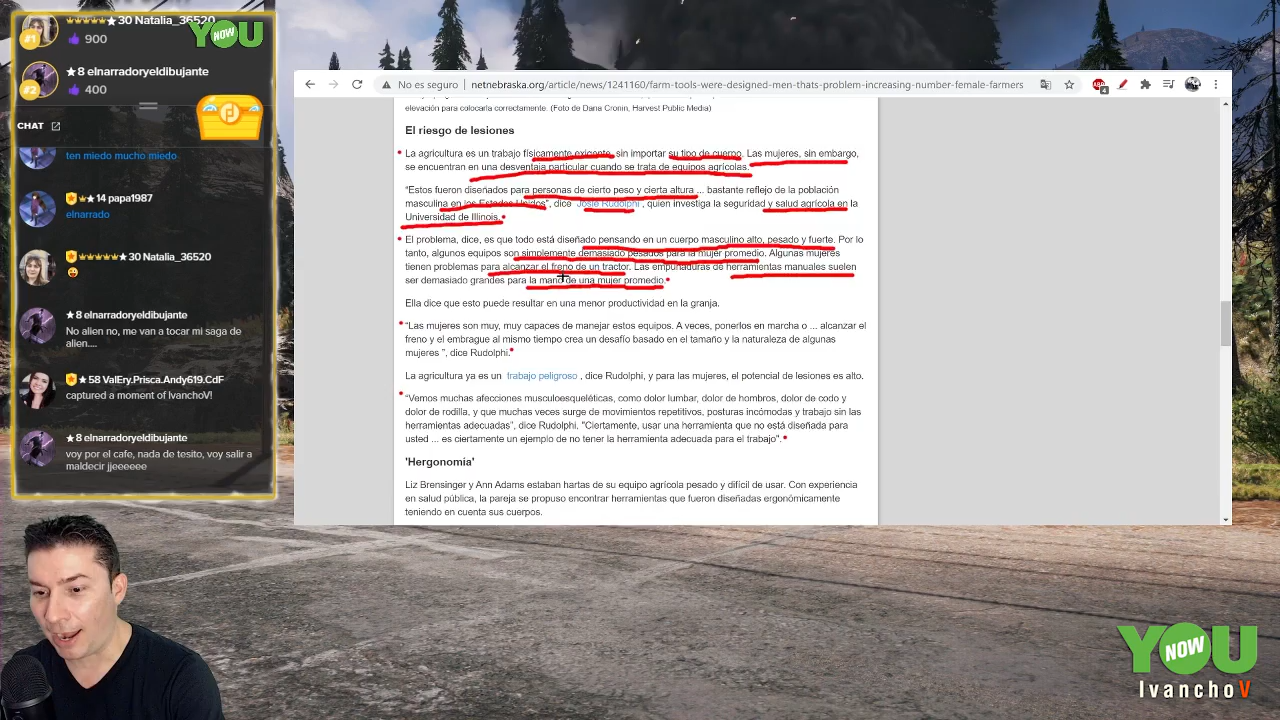 ★ 30 Natalia_36520
#1
900
★ 8 elnarradoryeldibujante
#2
400
YOU
NOW
CHAT
ten miedo mucho miedo
★ 14 papa1987
elnarrado
★ 30 Natalia_36520
★ 8 elnarradoryeldibujante
No alien no, me van a tocar mi saga de
alien....
★ 58 ValEry.Prisca.Andy619.CdF
captured a moment of IvanchoV!
★ 8 elnarradoryeldibujante
voy por el cafe, nada de tesito, voy salir a
maldecir jjeeeeee
No es seguro | netnebraska.org/article/news/1241160/farm-tools-were-designed-men-thats-problem-increasing-number-female-farmers
4
elevación para colocarla correctamente. (Foto de Dana Cronin, Harvest Public Media)
El riesgo de lesiones
La agricultura es un trabajo físicamente exigente, sin importar su tipo de cuerpo. Las mujeres, sin embargo,
se encuentran en una desventaja particular cuando se trata de equipos agrícolas.
“Estos fueron diseñados para personas de cierto peso y cierta altura ... bastante reflejo de la población
masculina en los Estados Unidos”, dice Josie Rudolphi , quien investiga la seguridad y salud agrícola en la
Universidad de Illinois.
El problema, dice, es que todo está diseñado pensando en un cuerpo masculino alto, pesado y fuerte. Por lo
tanto, algunos equipos son simplemente demasiado pesados para la mujer promedio. Algunas mujeres
tienen problemas para alcanzar el freno de un tractor. Las empuñaduras de herramientas manuales suelen
ser demasiado grandes para la mano de una mujer promedio.
Ella dice que esto puede resultar en una menor productividad en la granja.
“Las mujeres son muy, muy capaces de manejar estos equipos. A veces, ponerlos en marcha o ... alcanzar el
freno y el embrague al mismo tiempo crea un desafío basado en el tamaño y la naturaleza de algunas
mujeres ”, dice Rudolphi.
La agricultura ya es un trabajo peligroso , dice Rudolphi, y para las mujeres, el potencial de lesiones es alto.
“Vemos muchas afecciones musculoesqueléticas, como dolor lumbar, dolor de hombros, dolor de codo y
dolor de rodilla, y que muchas veces surge de movimientos repetitivos, posturas incómodas y trabajo sin las
herramientas adecuadas”, dice Rudolphi. "Ciertamente, usar una herramienta que no está diseñada para
usted ... es ciertamente un ejemplo de no tener la herramienta adecuada para el trabajo".
'Hergonomía'
Liz Brensinger y Ann Adams estaban hartas de su equipo agrícola pesado y difícil de usar. Con experiencia
en salud pública, la pareja se propuso encontrar herramientas que fueron diseñadas ergonómicamente
teniendo en cuenta sus cuerpos.
YOU
NOW
IvanchoV